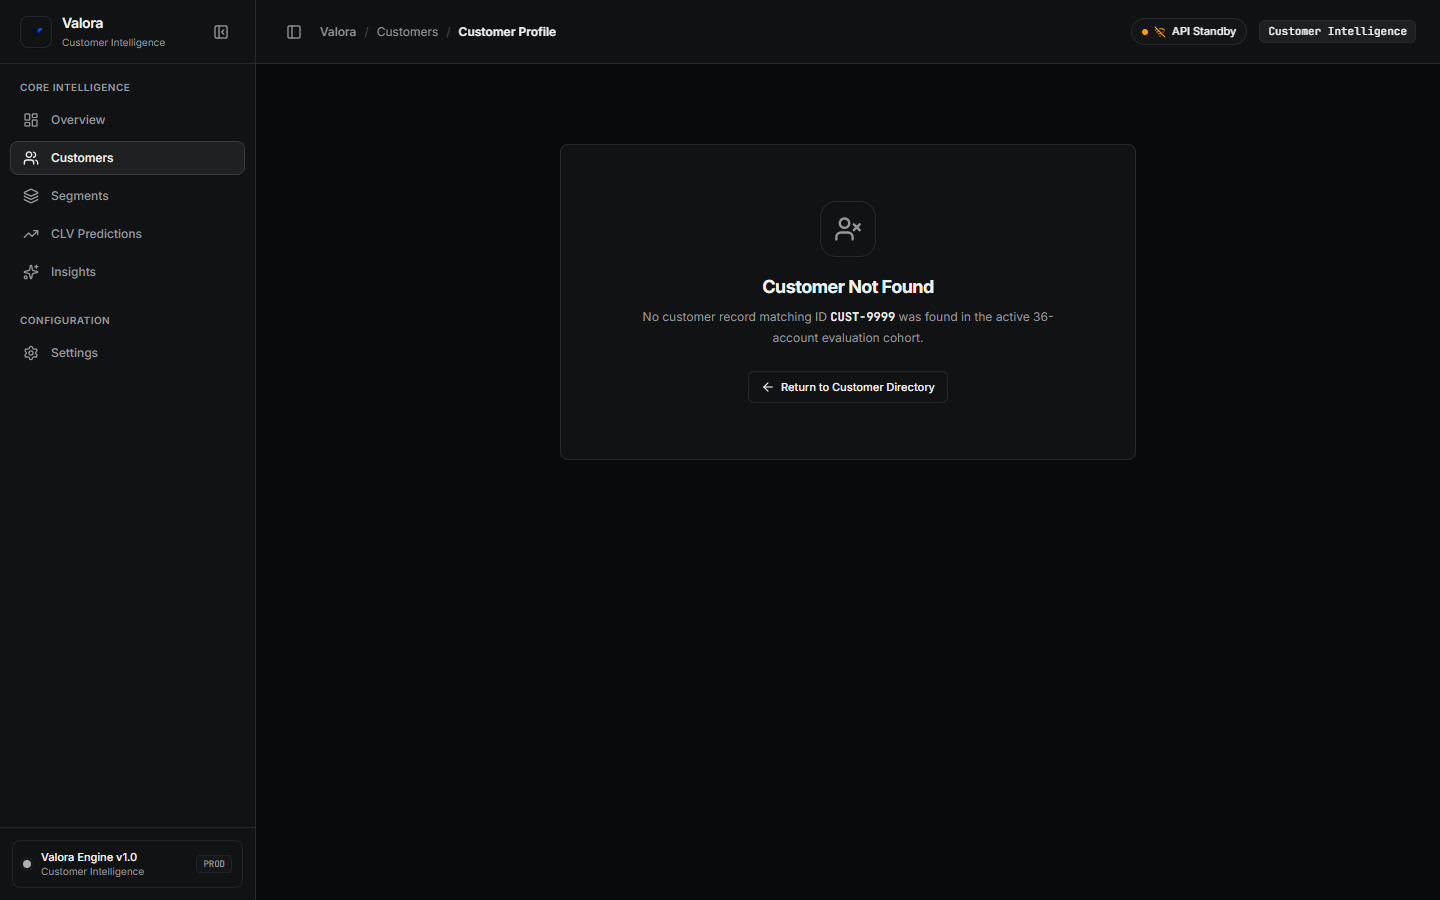 Valora
Customer Intelligence
Valora / Customers / Customer Profile
API Standby
Customer Intelligence
CORE INTELLIGENCE
Overview
Customers
Segments
CLV Predictions
Insights
CONFIGURATION
Settings
Customer Not Found
No customer record matching ID CUST-9999 was found in the active 36-
account evaluation cohort.
Return to Customer Directory
Valora Engine v1.0
Customer Intelligence
PROD